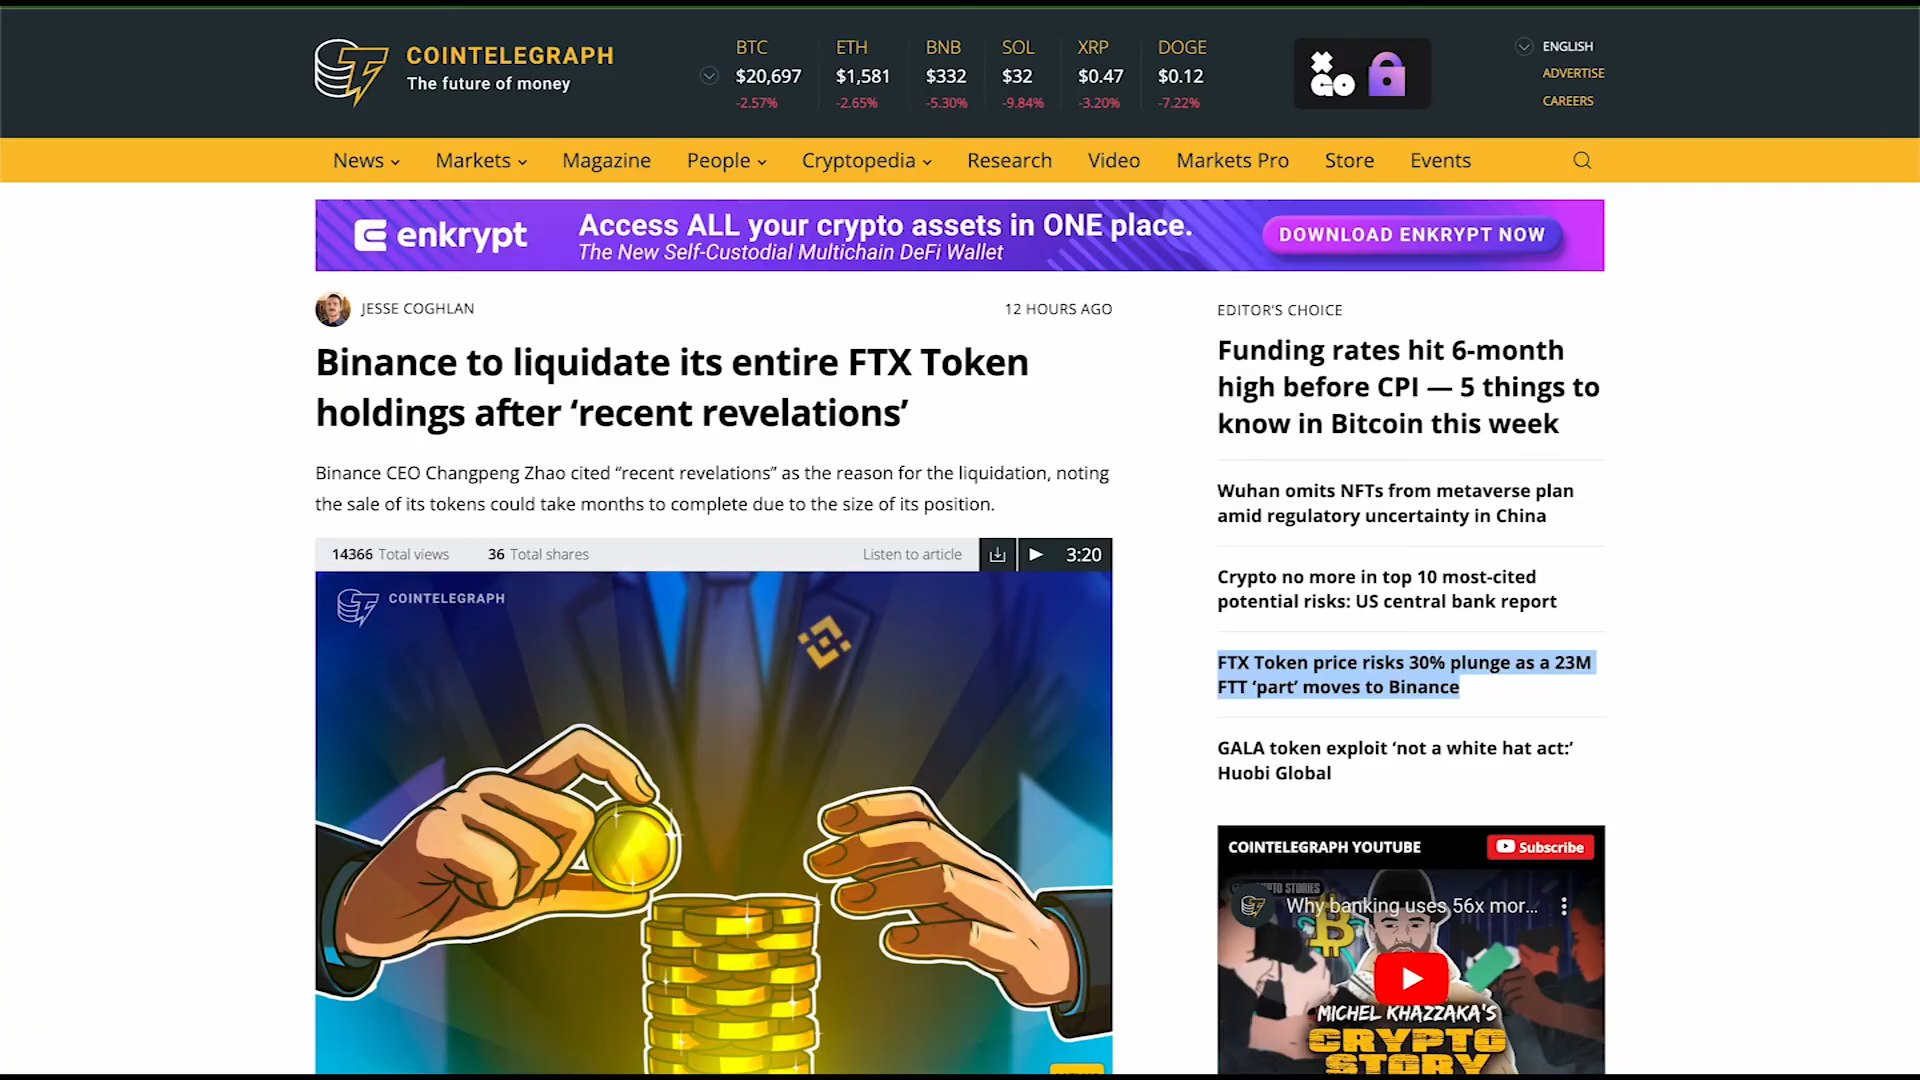 COINTELEGRAPH
The future of money
BTC
$20,697
-2.57%
ETH
$1,581
-2.65%
BNB
$332
-5.30%
SOL
$32
-9.84%
XRP
$0.47
-3.20%
DOGE
$0.12
-7.22%
ENGLISH
ADVERTISE
CAREERS
News Markets Magazine People Cryptopedia Research Video Markets Pro Store Events
enkrypt
Access ALL your crypto assets in ONE place.
The New Self-Custodial Multichain DeFi Wallet
DOWNLOAD ENKRYPT NOW
JESSE COGHLAN
12 HOURS AGO
Binance to liquidate its entire FTX Token
holdings after ‘recent revelations’
Binance CEO Changpeng Zhao cited “recent revelations” as the reason for the liquidation, noting
the sale of its tokens could take months to complete due to the size of its position.
14366 Total views 36 Total shares Listen to article 3:20
COINTELEGRAPH
EDITOR’S CHOICE
Funding rates hit 6-month
high before CPI — 5 things to
know in Bitcoin this week
Wuhan omits NFTs from metaverse plan
amid regulatory uncertainty in China
Crypto no more in top 10 most-cited
potential risks: US central bank report
FTX Token price risks 30% plunge as a 23M
FTT ‘part’ moves to Binance
GALA token exploit ‘not a white hat act:’
Huobi Global
COINTELEGRAPH YOUTUBE
Subscribe
STORIES
Why banking uses 56x mor...
MICHEL KHAZZAKA'S
CRYPTO
STORY